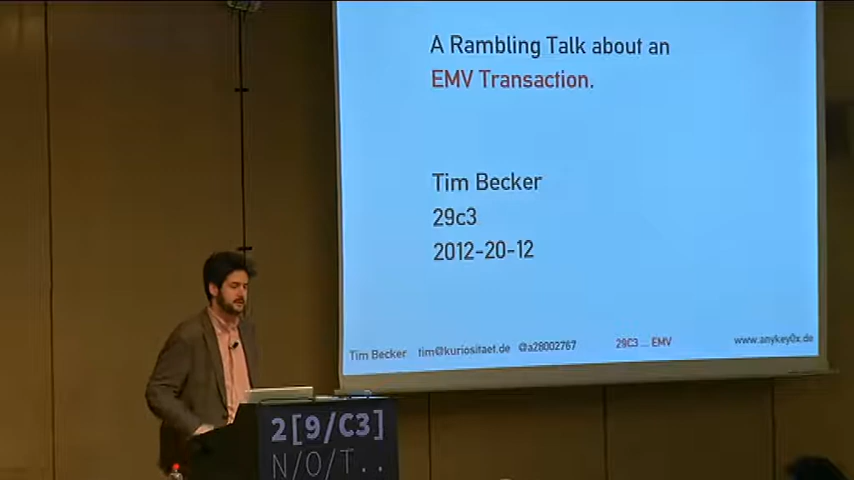 A Rambling Talk about an
EMV Transaction.
Tim Becker
29c3
2012-20-12
Tim Becker tim@kuriositaet.de @a28002767 29C3 ... EMV www.anykey0x.de
2[9/C3]
N/O/T...